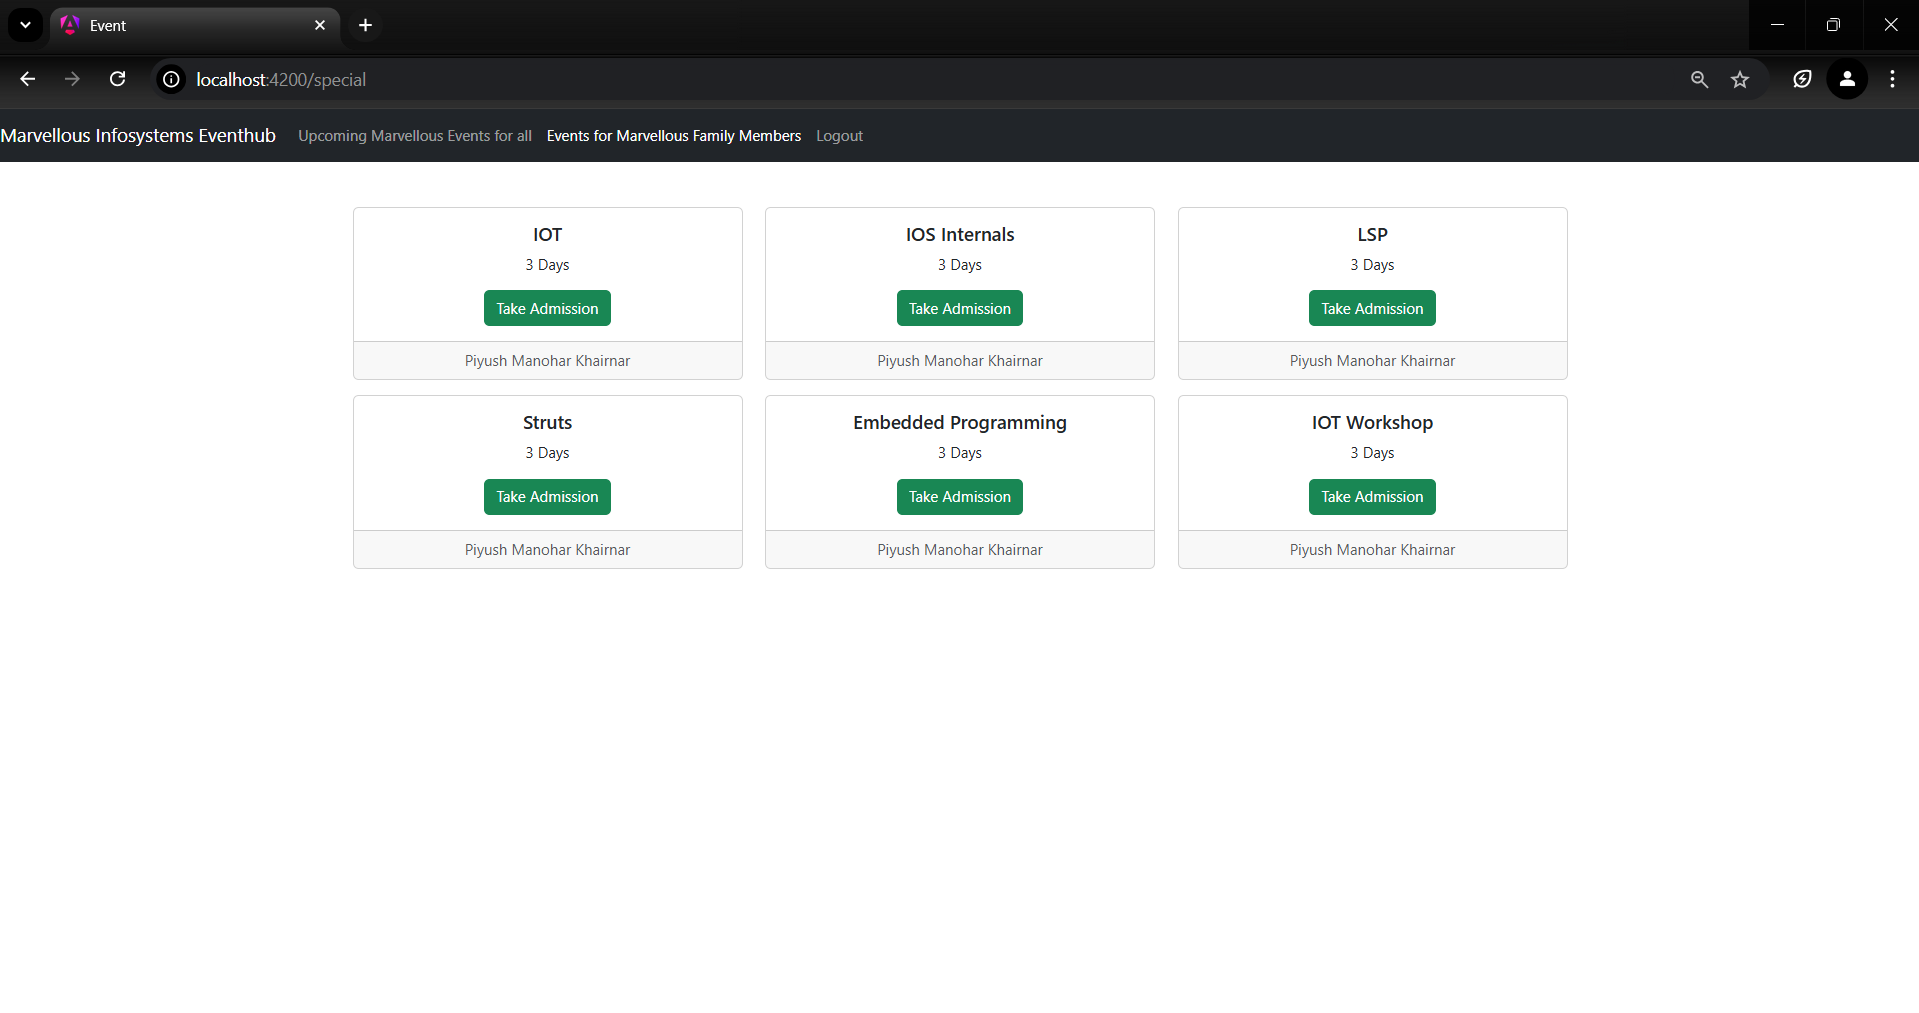 Event
localhost:4200/special
Marvellous Infosystems Eventhub Upcoming Marvellous Events for all Events for Marvellous Family Members Logout
IOT
3 Days
Take Admission
Piyush Manohar Khairnar
IOS Internals
3 Days
Take Admission
Piyush Manohar Khairnar
LSP
3 Days
Take Admission
Piyush Manohar Khairnar
Struts
3 Days
Take Admission
Piyush Manohar Khairnar
Embedded Programming
3 Days
Take Admission
Piyush Manohar Khairnar
IOT Workshop
3 Days
Take Admission
Piyush Manohar Khairnar